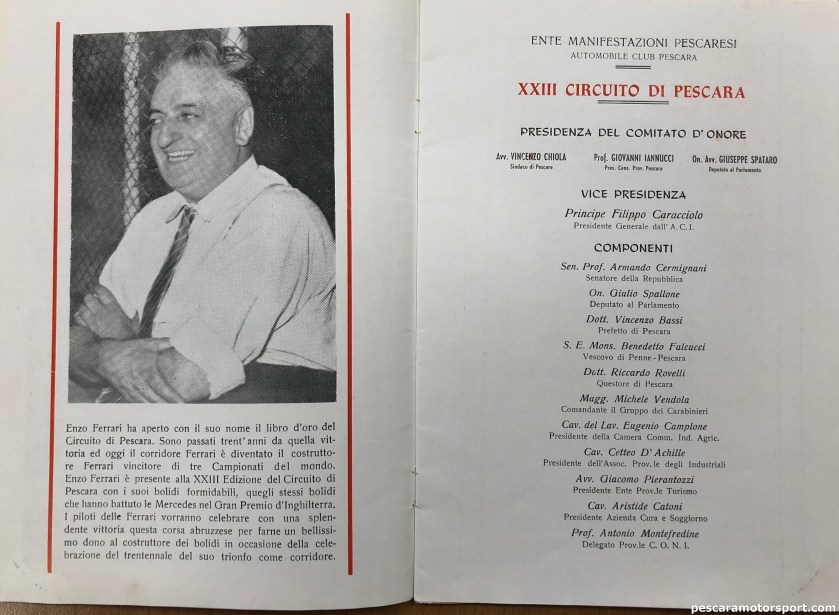 Enzo Ferrari ha aperto con il suo nome il libro d'oro del
Circuito di Pescara. Sono passati trent'anni da quella vit-
toria ed oggi il corridore Ferrari è diventato il costrutto-
re Ferrari vincitore di tre Campionati del mondo.
Enzo Ferrari è presente alla XXIII Edizione del Circuito di
Pescara con i suoi bolidi formidabili, quegli stessi bolidi
che hanno battuto le Mercedes nel Gran Premio d'Inghilterra.
I piloti delle Ferrari vorranno celebrare con una splen-
dente vittoria questa corsa abruzzese per farne un bellissi-
mo dono al costruttore dei bolidi in occasione della cele-
brazione del trentennale del suo trionfo come corridore.
ENTE MANIFESTAZIONI PESCARESI
AUTOMOBILE CLUB PESCARA
XXIII CIRCUITO DI PESCARA
PRESIDENZA DEL COMITATO D'ONORE
Avv. VINCENZO CHIOLA Prof. GIOVANNI IANNUCCI On. Avv. GIUSEPPE SPATARO
Sindaco di Pescara Pres. Cons. Prov. Pescara Deputato al Parlamento
VICE PRESIDENZA
Principe Filippo Caracciolo
Presidente Generale dall' A.C.I.
COMPONENTI
Sen. Prof. Armando Cermignani
Senatore della Repubblica
On. Giulio Spallone
Deputato al Parlamento
Dott. Vincenzo Bassi
Prefetto di Pescara
S. E. Mons. Benedetto Falcucci
Vescovo di Penne-Pescara
Dott. Riccardo Rovelli
Questore di Pescara
Magg. Michele Vendola
Comandante il Gruppo dei Carabinieri
Cav. del Lav. Eugenio Camplone
Presidente della Camera Comm. Ind. Agric.
Cav. Cetteo D'Achille
Presidente dell'Assoc. Prov.le degli Industriali
Avv. Giacomo Pierantozzi
Presidente Ente Prov.le Turismo
Cav. Aristide Catoni
Presidente Azienda Cura e Soggiorno
Prof. Antonio Montefredine
Delegato Prov.le C. O. N. I.
pescaramotorsport.com